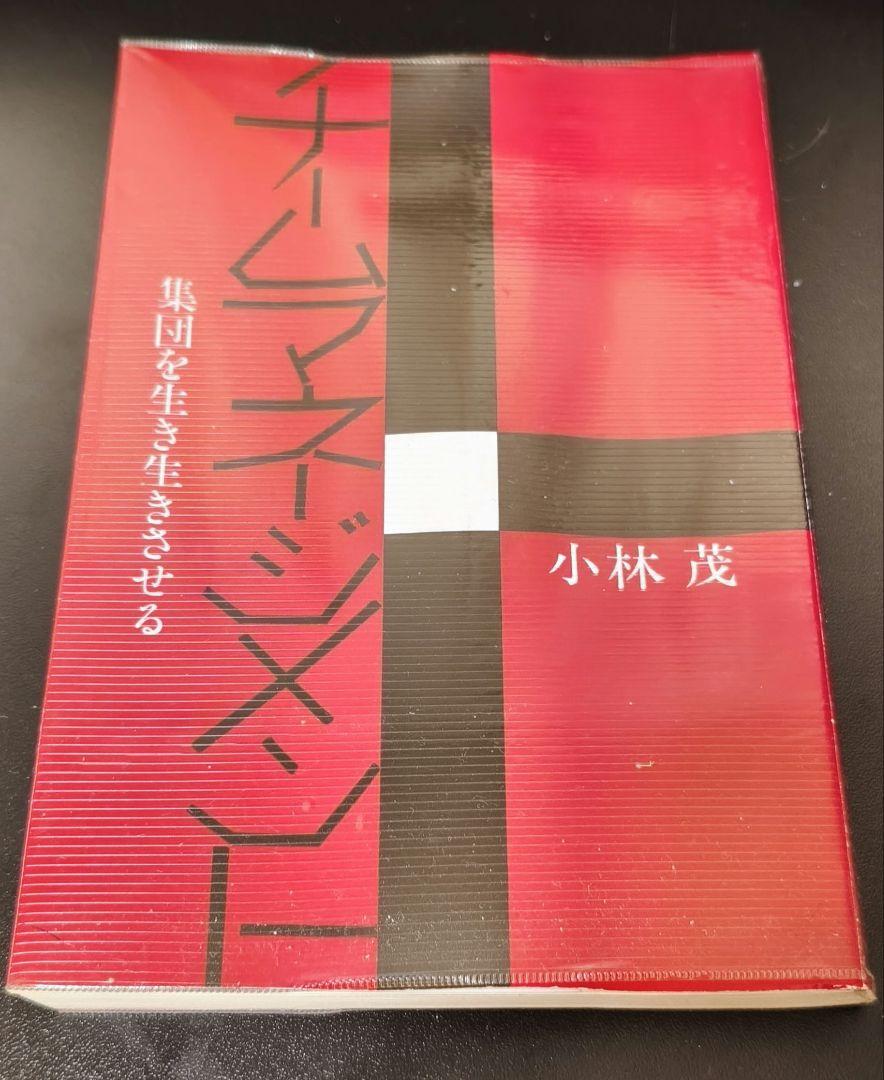 チームマネージメント
集団を生き生きさせる
小林 茂